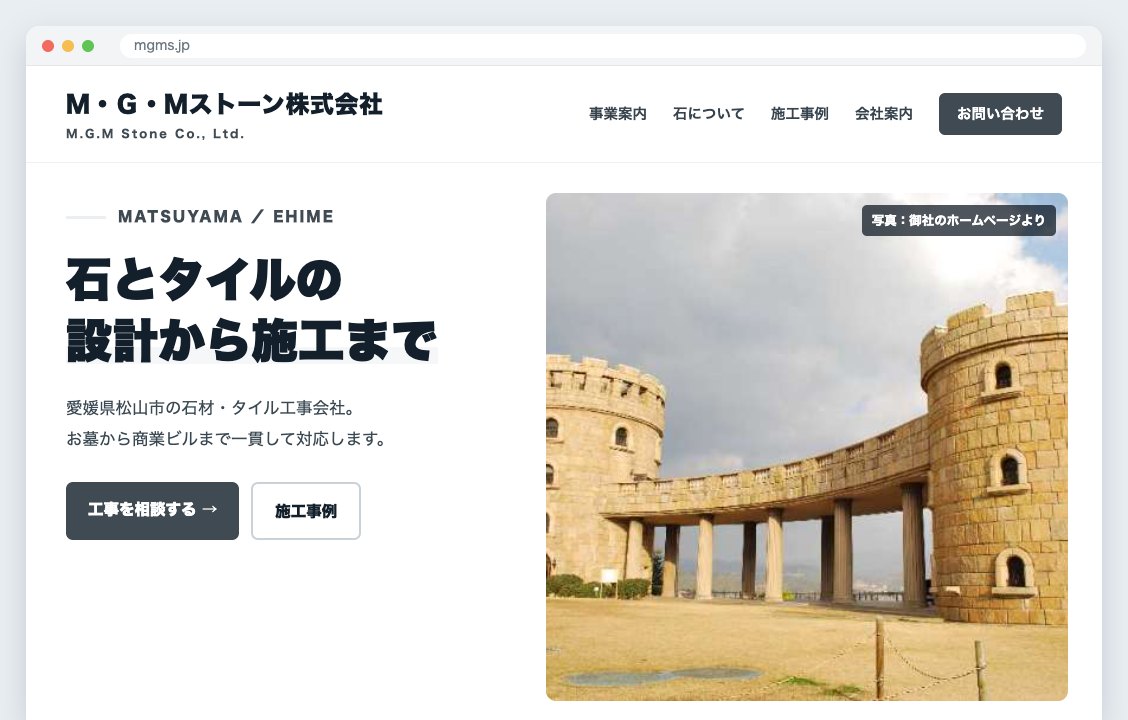 mgms.jp
M・G・Mストーン株式会社
M.G.M Stone Co., Ltd.
事業案内
石について
施工事例
会社案内
お問い合わせ
MATSUYAMA ／ EHIME
石とタイルの
設計から施工まで
愛媛県松山市の石材・タイル工事会社。
お墓から商業ビルまで一貫して対応します。
工事を相談する →
施工事例
写真：御社のホームページより